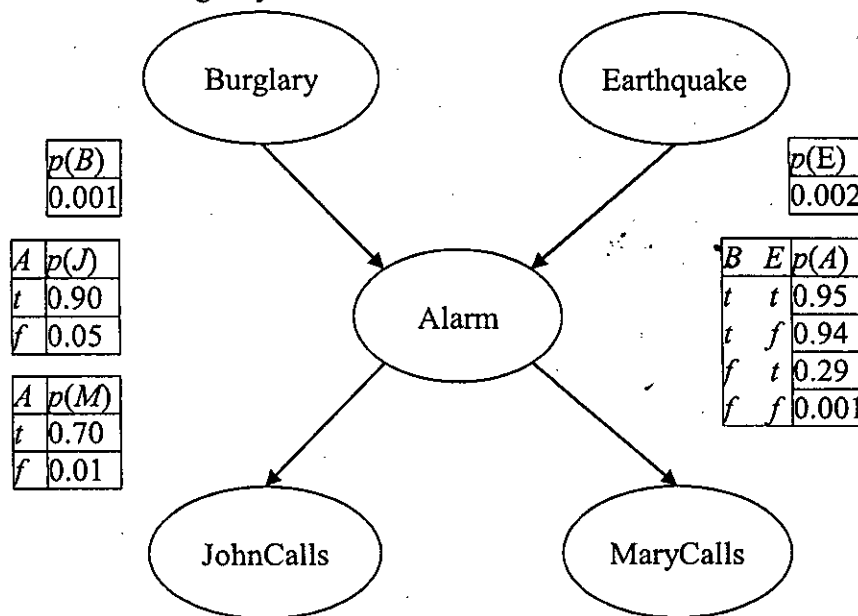 Burglary
Earthquake
p(B)
0.001
p(E)
0.002
A p(J)
t 0.90
f 0.05
Alarm
B E p(A)
t t 0.95
t f 0.94
f t 0.29
f f 0.001
A p(M)
t 0.70
f 0.01
JohnCalls
MaryCalls